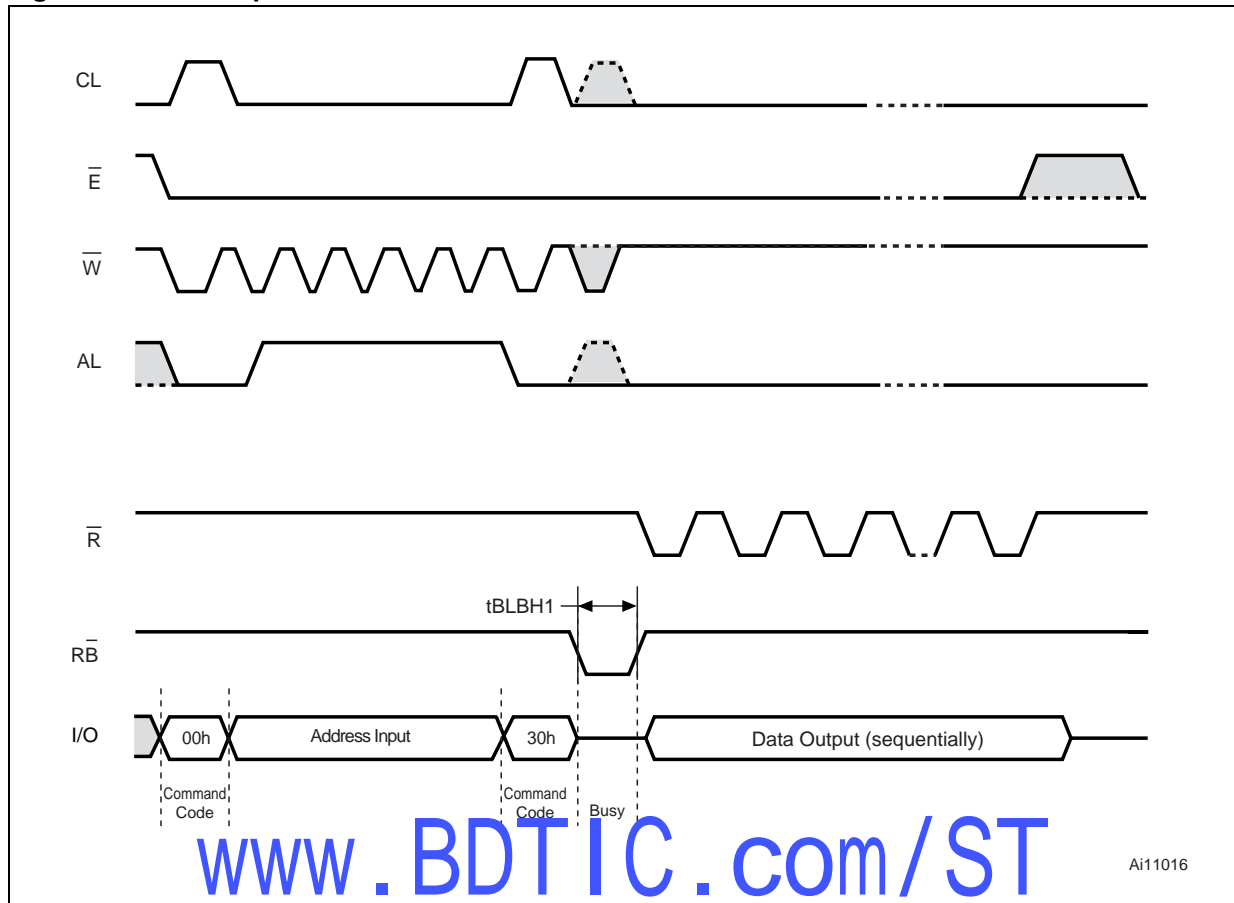 CL
E
W
AL
R
tBLBH1
RB
I/O
00h
Address Input
30h
Data Output (sequentially)
Command
Code
Command
Code
Busy
www.BDTIC.com/ST
Ai11016